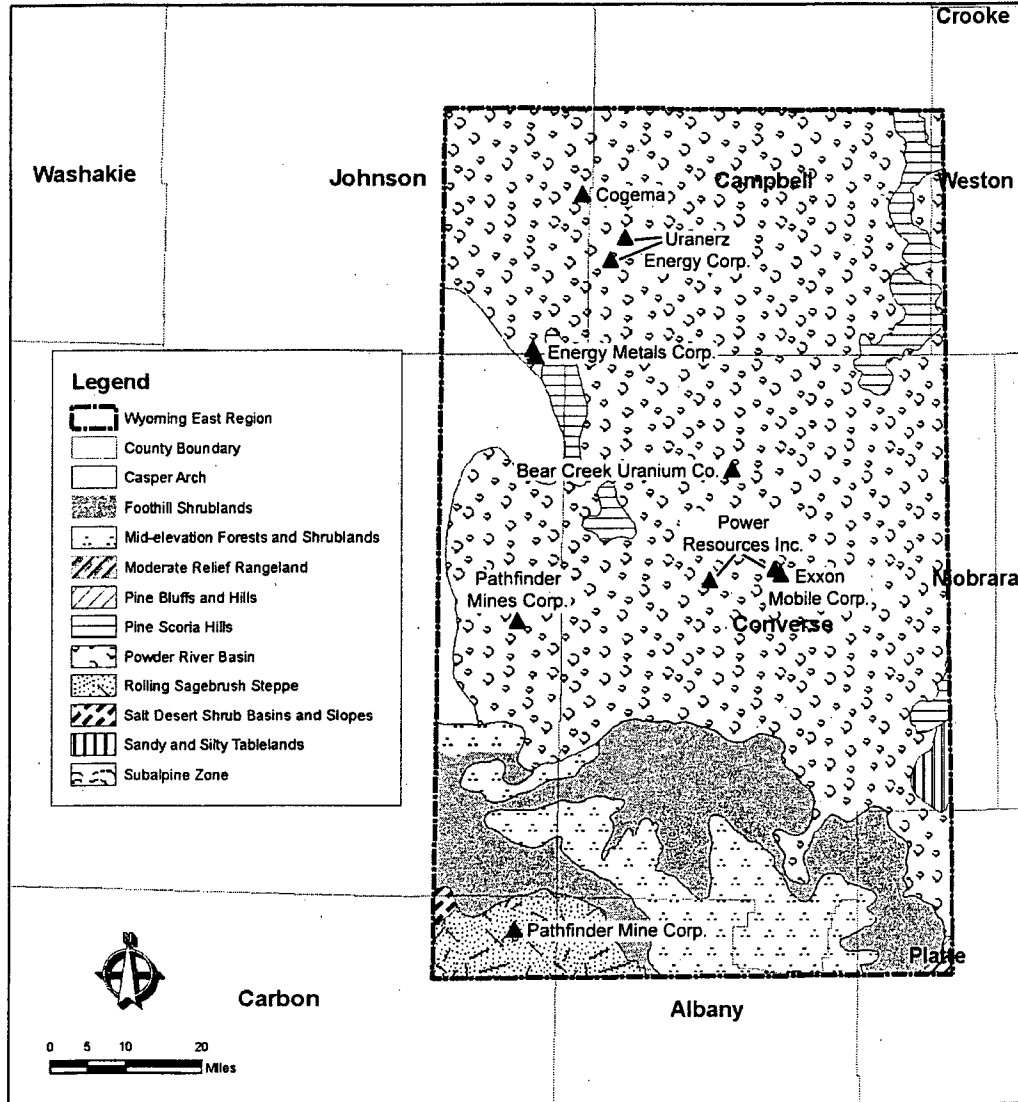 Crooke
Washakie
Johnson
Campbell
Weston
Cogema
Uranerz
Energy Corp.
Energy Metals Corp.
Legend
Wyoming East Region
County Boundary
Casper Arch
Foothill Shrublands
Mid-elevation Forests and Shrublands
Moderate Relief Rangeland
Pine Bluffs and Hills
Pine Scoria Hills
Powder River Basin
Rolling Sagebrush Steppe
Salt Desert Shrub Basins and Slopes
Sandy and Silty Tablelands
Subalpine Zone
Bear Creek Uranium Co.
Power
Resources Inc.
Pathfinder
Mines Corp.
Exxon
Mobile Corp.
Niobrara
Converse
Pathfinder Mine Corp.
Platte
N
Carbon
Albany
0 5 10 20
Miles